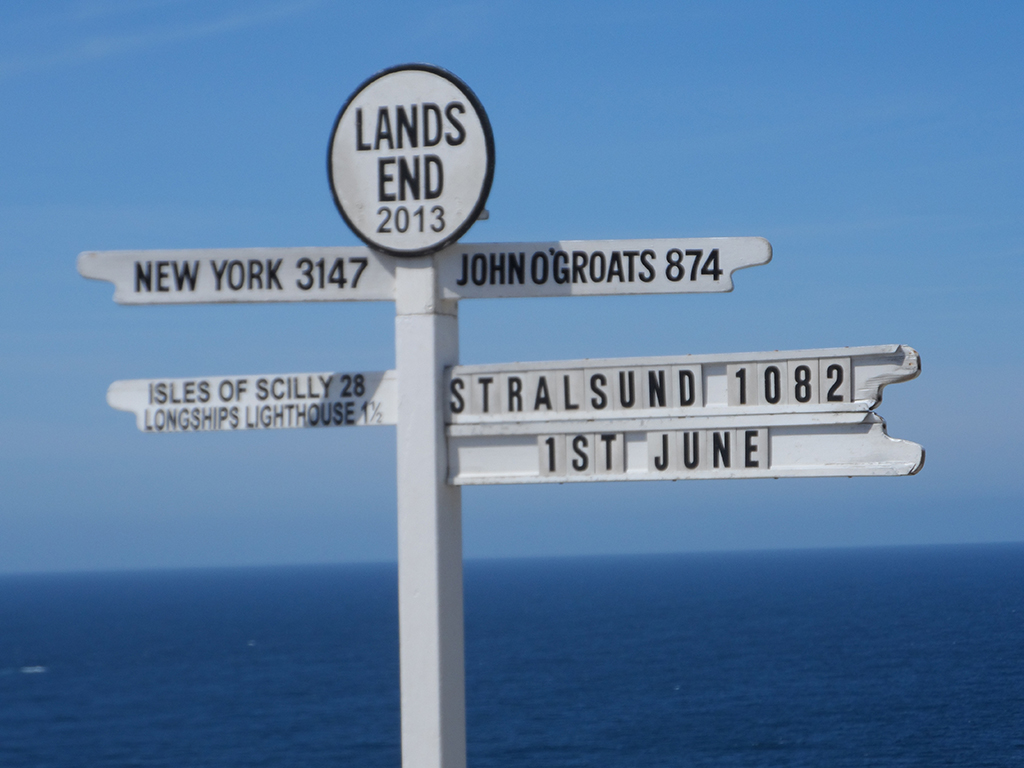 LANDS
END
2013
NEW YORK 3147
JOHN O'GROATS 874
ISLES OF SCILLY 28
LONGSHIPS LIGHTHOUSE 1½
STRALSUND 1082
1ST JUNE